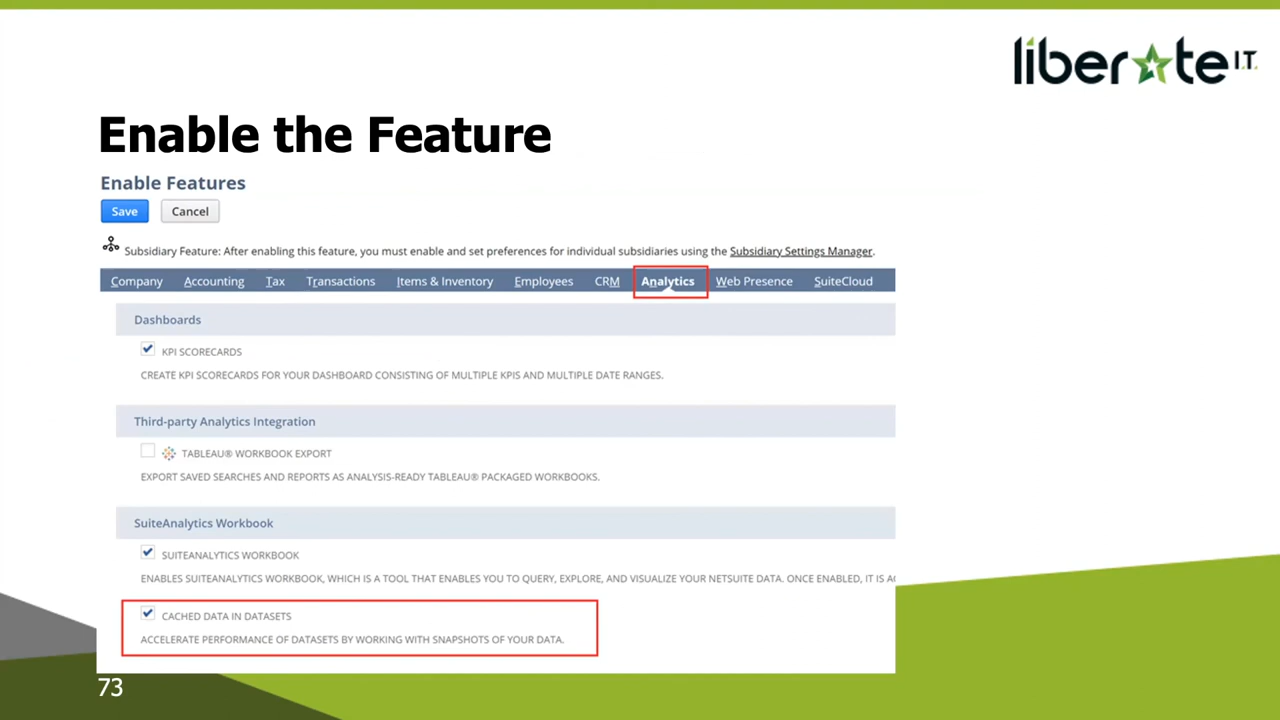 liberate I.T.
Enable the Feature
Enable Features
Save Cancel
Subsidiary Feature: After enabling this feature, you must enable and set preferences for individual subsidiaries using the Subsidiary Settings Manager.
Company Accounting Tax Transactions Items & Inventory Employees CRM Analytics Web Presence SuiteCloud
Dashboards
KPI SCORECARDS
CREATE KPI SCORECARDS FOR YOUR DASHBOARD CONSISTING OF MULTIPLE KPIS AND MULTIPLE DATE RANGES.
Third-party Analytics Integration
TABLEAU® WORKBOOK EXPORT
EXPORT SAVED SEARCHES AND REPORTS AS ANALYSIS-READY TABLEAU® PACKAGED WORKBOOKS.
SuiteAnalytics Workbook
SUITEANALYTICS WORKBOOK
ENABLES SUITEANALYTICS WORKBOOK, WHICH IS A TOOL THAT ENABLES YOU TO QUERY, EXPLORE, AND VISUALIZE YOUR NETSUITE DATA. ONCE ENABLED, IT IS
CACHED DATA IN DATASETS
ACCELERATE PERFORMANCE OF DATASETS BY WORKING WITH SNAPSHOTS OF YOUR DATA.
73